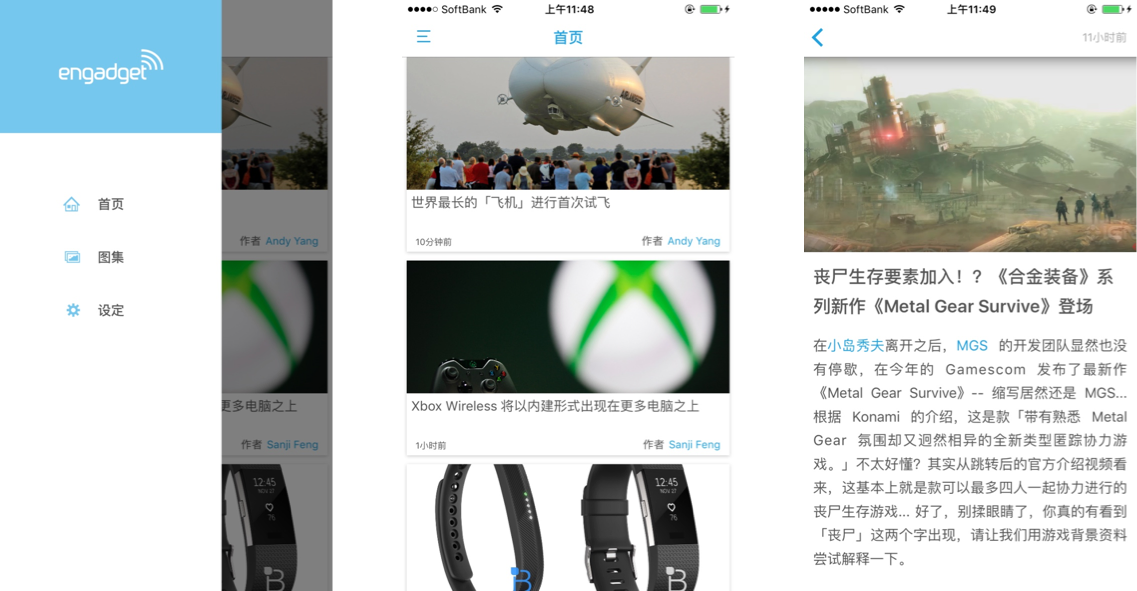 engadget
首页
图集
设定
作者 Andy Yang
更多电脑之上
作者 Sanji Feng
12:45
NOV 27
76
●●●●○ SoftBank 上午11:48
首页
世界最长的「飞机」进行首次试飞
10分钟前 作者 Andy Yang
Xbox Wireless 将以内建形式出现在更多电脑之上
1小时前 作者 Sanji Feng
12:45
NOV 27
76
●●●●● SoftBank 上午11:49
11小时前
丧尸生存要素加入！？《合金装备》系
列新作《Metal Gear Survive》登场
在小岛秀夫离开之后，MGS 的开发团队显然也没
有停歇，在今年的 Gamescom 发布了最新作
《Metal Gear Survive》-- 缩写居然还是 MGS...
根据 Konami 的介绍，这是款「带有熟悉 Metal
Gear 氛围却又迥然相异的全新类型匿踪协力游
戏。」不太好懂？其实从跳转后的官方介绍视频看
来，这基本上就是款可以最多四人一起协力进行的
丧尸生存游戏... 好了，别揉眼睛了，你真的有看到
「丧尸」这两个字出现，请让我们用游戏背景资料
尝试解释一下。